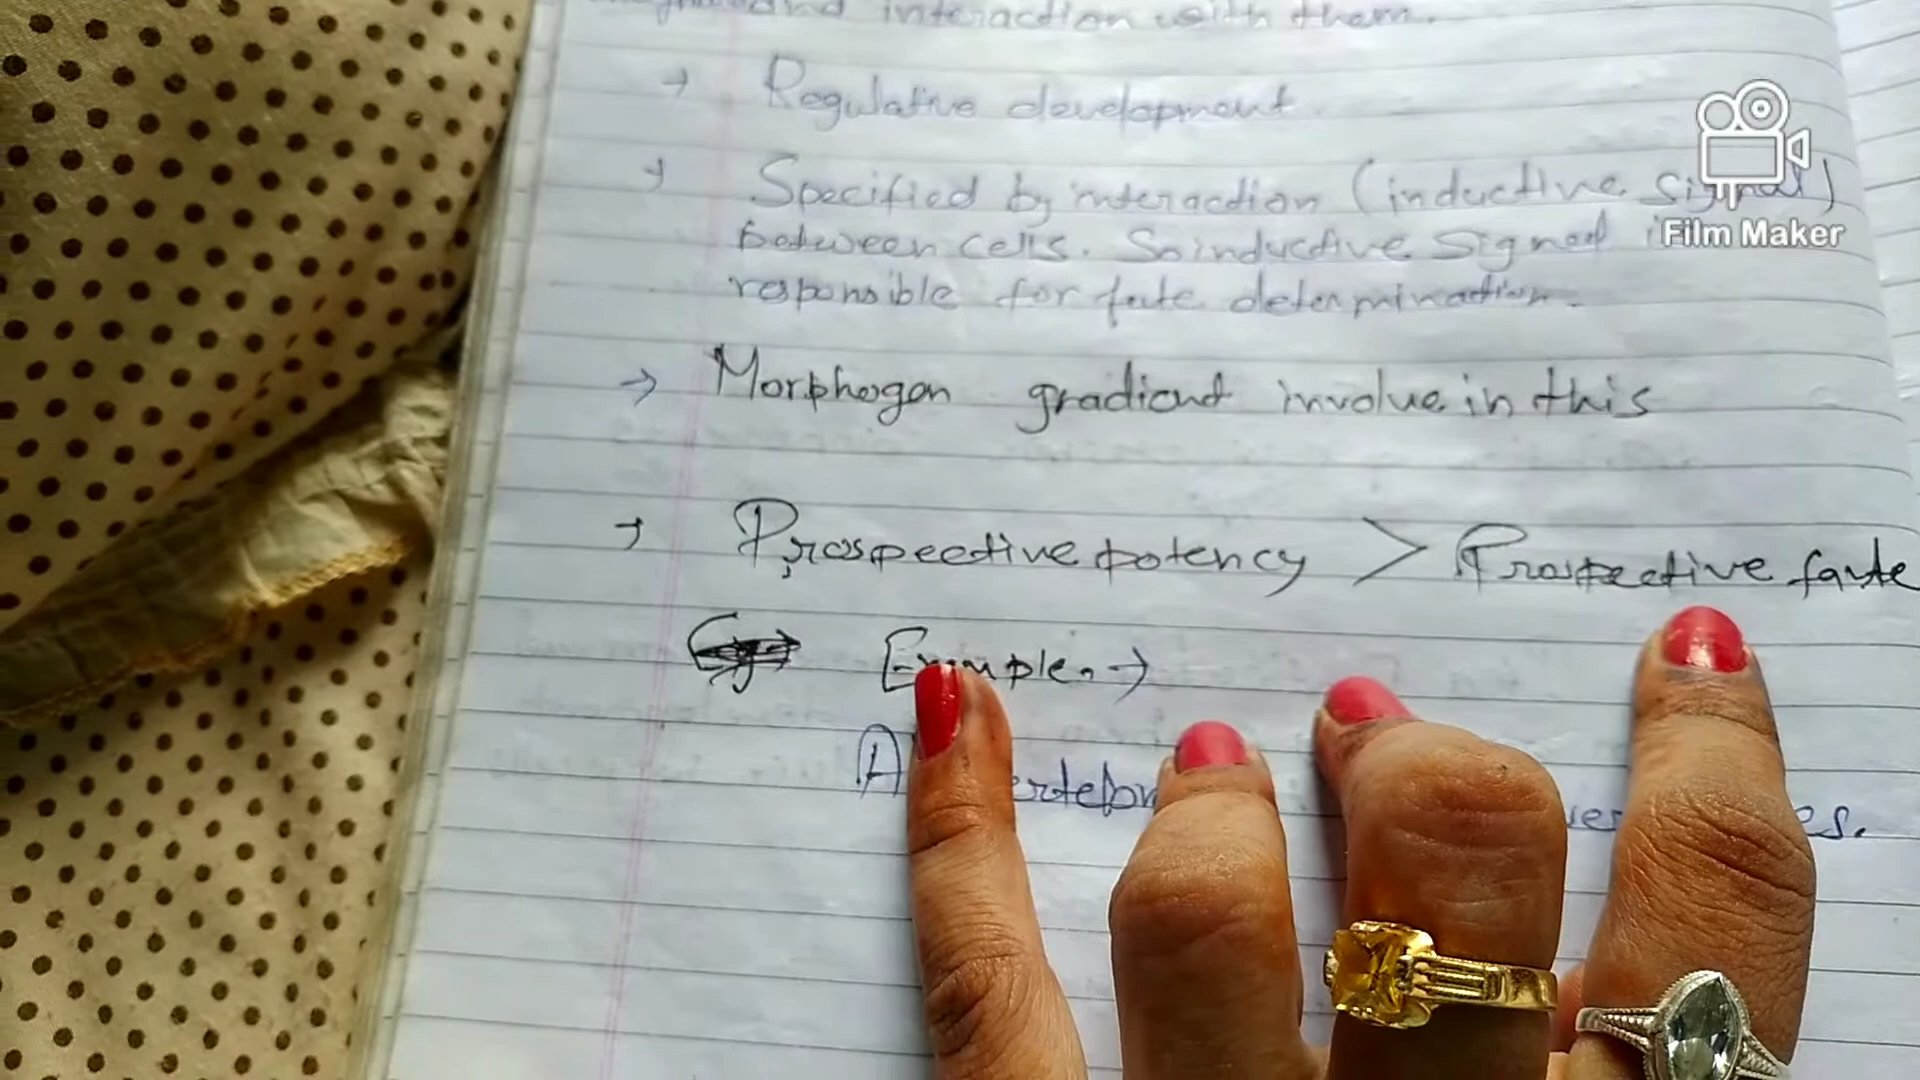 and interaction with them.
→ Regulative development.
→ Specified by interaction (inductive signal)
between cells. So inductive signal
responsible for fate determination.
→ Morphogen gradient involve in this
→ Prospective potency > Prospective fate
Example →
Film Maker